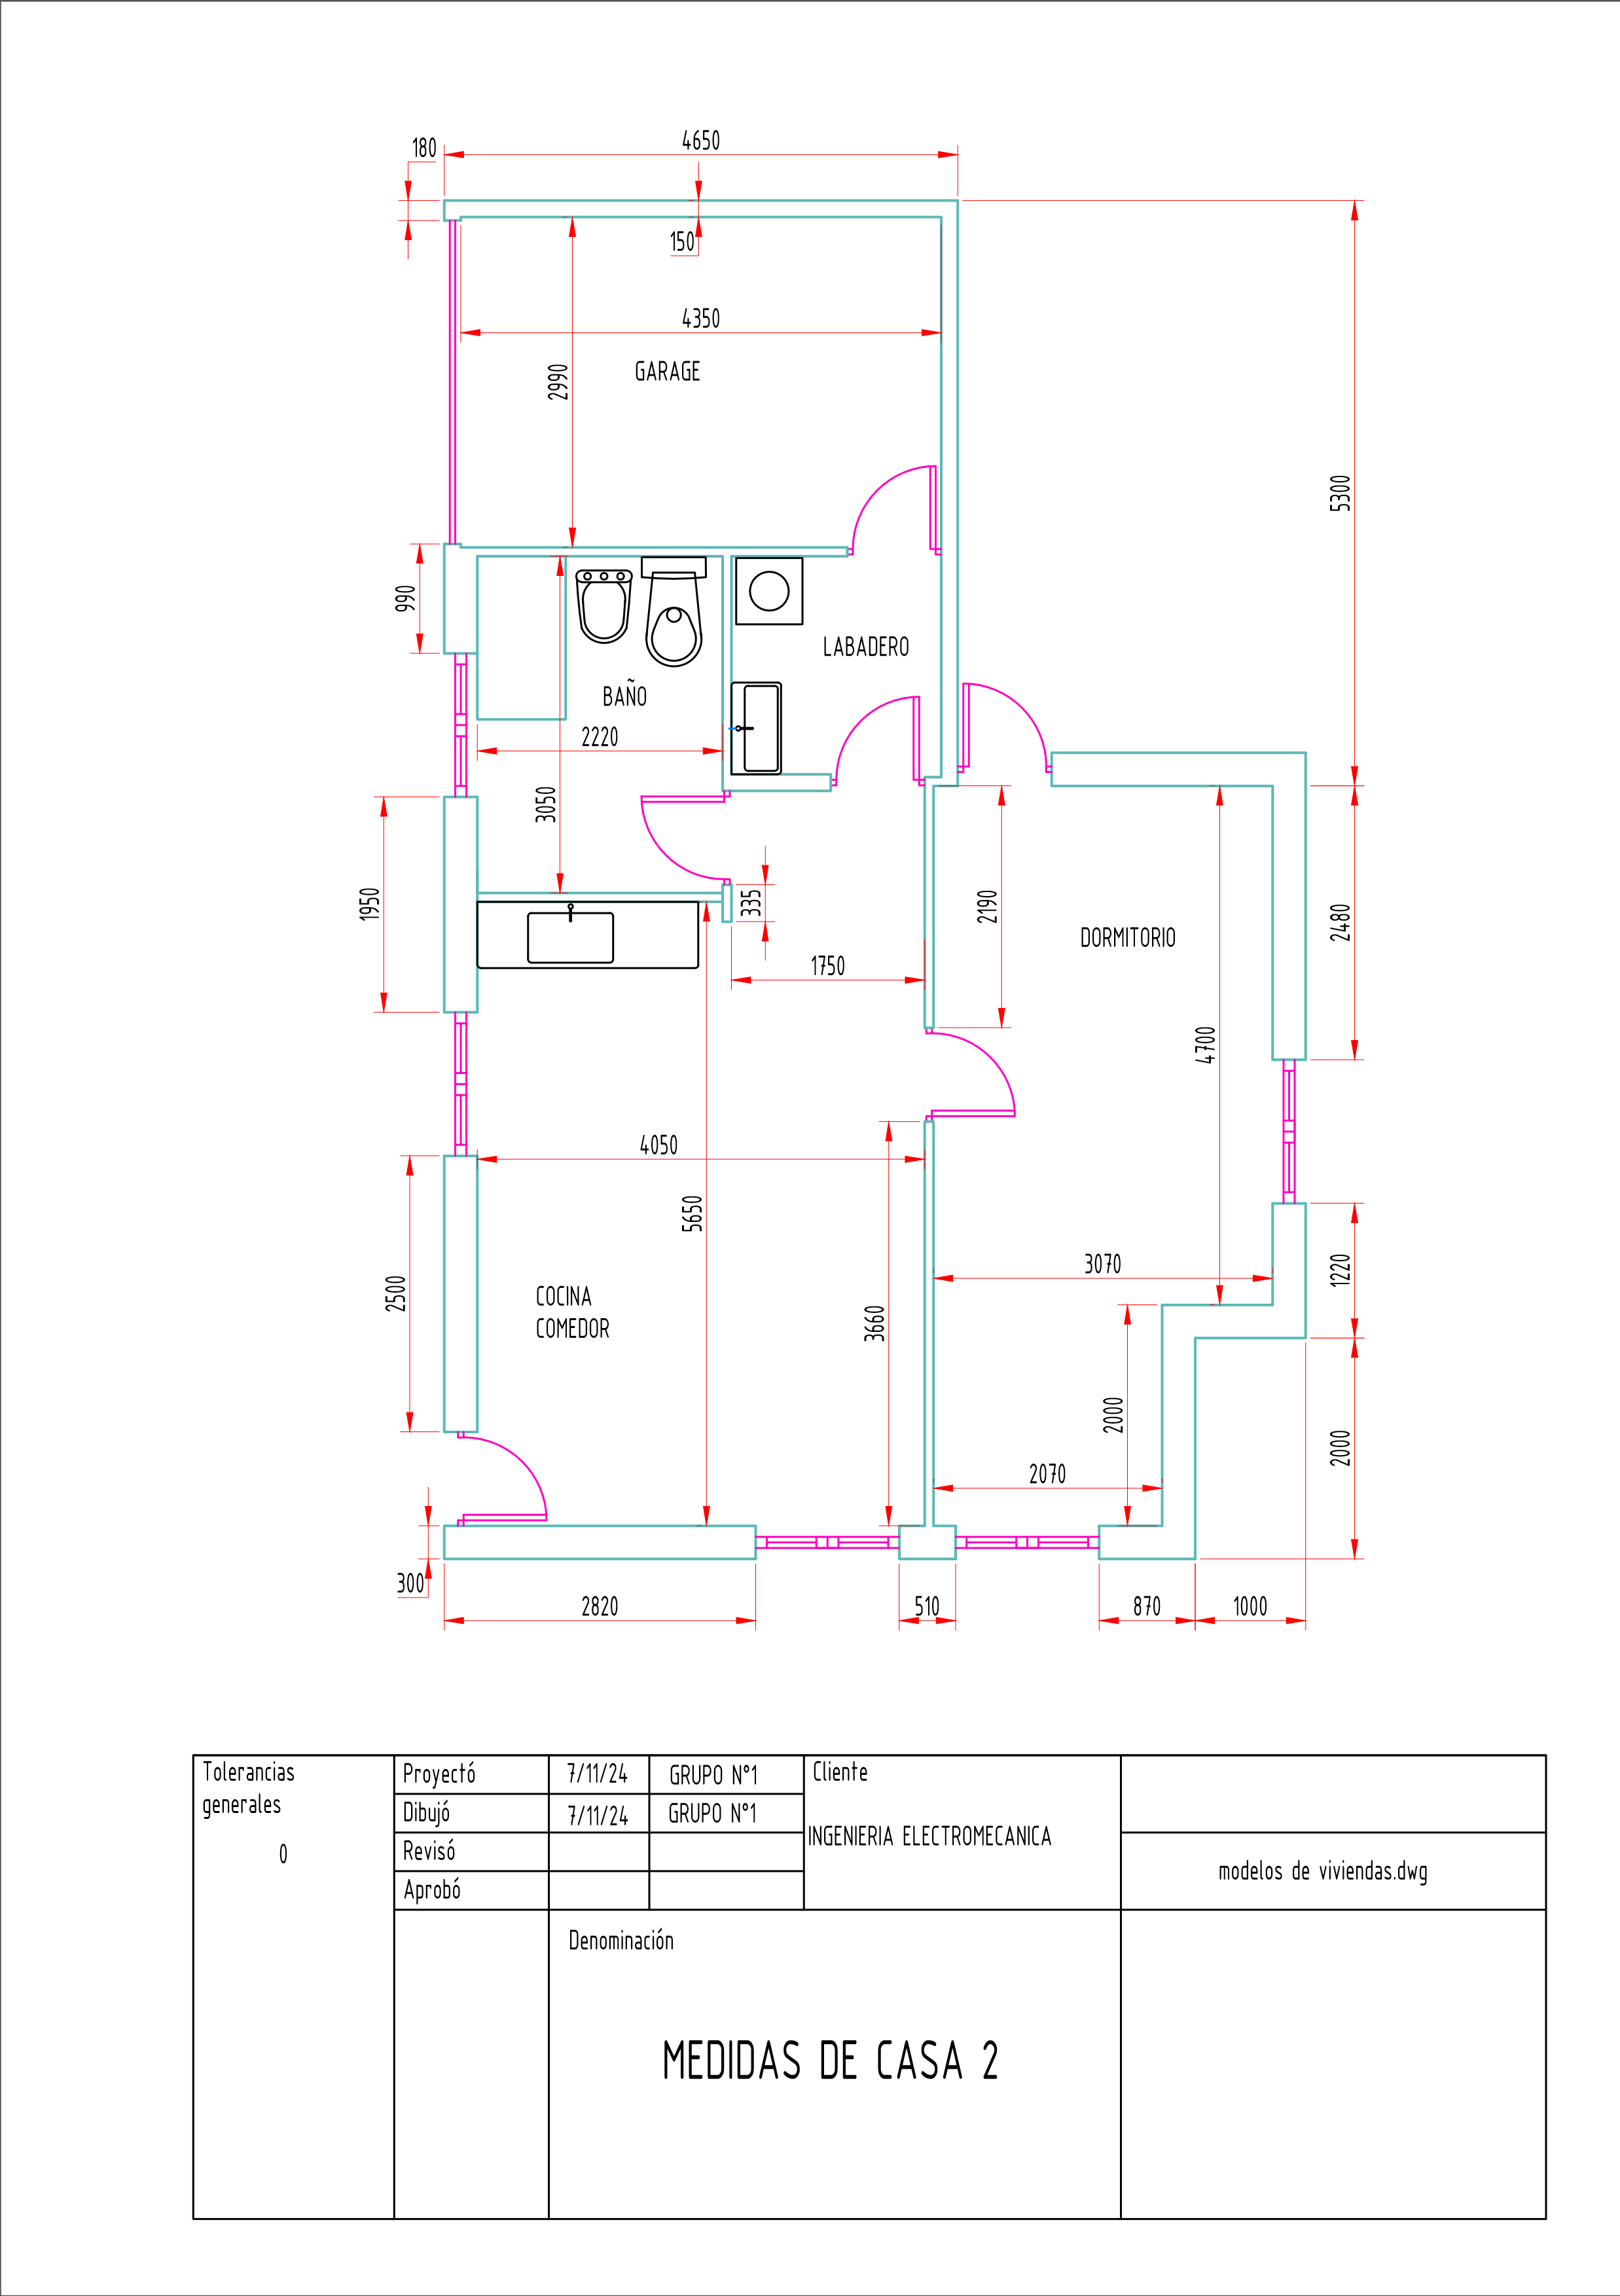 4650
180
150
4350
GARAGE
2990
5300
990
LABADERO
BAÑO
2220
3050
1950
335
2190
2480
DORMITORIO
1750
4700
4050
5650
3070
1220
2500
COCINA
COMEDOR
3660
2000
2000
2070
300
2820
510
870
1000
Tolerancias
generales
0
Proyectó 7/11/24 GRUPO N°1
Dibujó 7/11/24 GRUPO N°1
Revisó
Aprobó
Cliente
INGENIERIA ELECTROMECANICA
modelos de viviendas.dwg
Denominación
MEDIDAS DE CASA 2